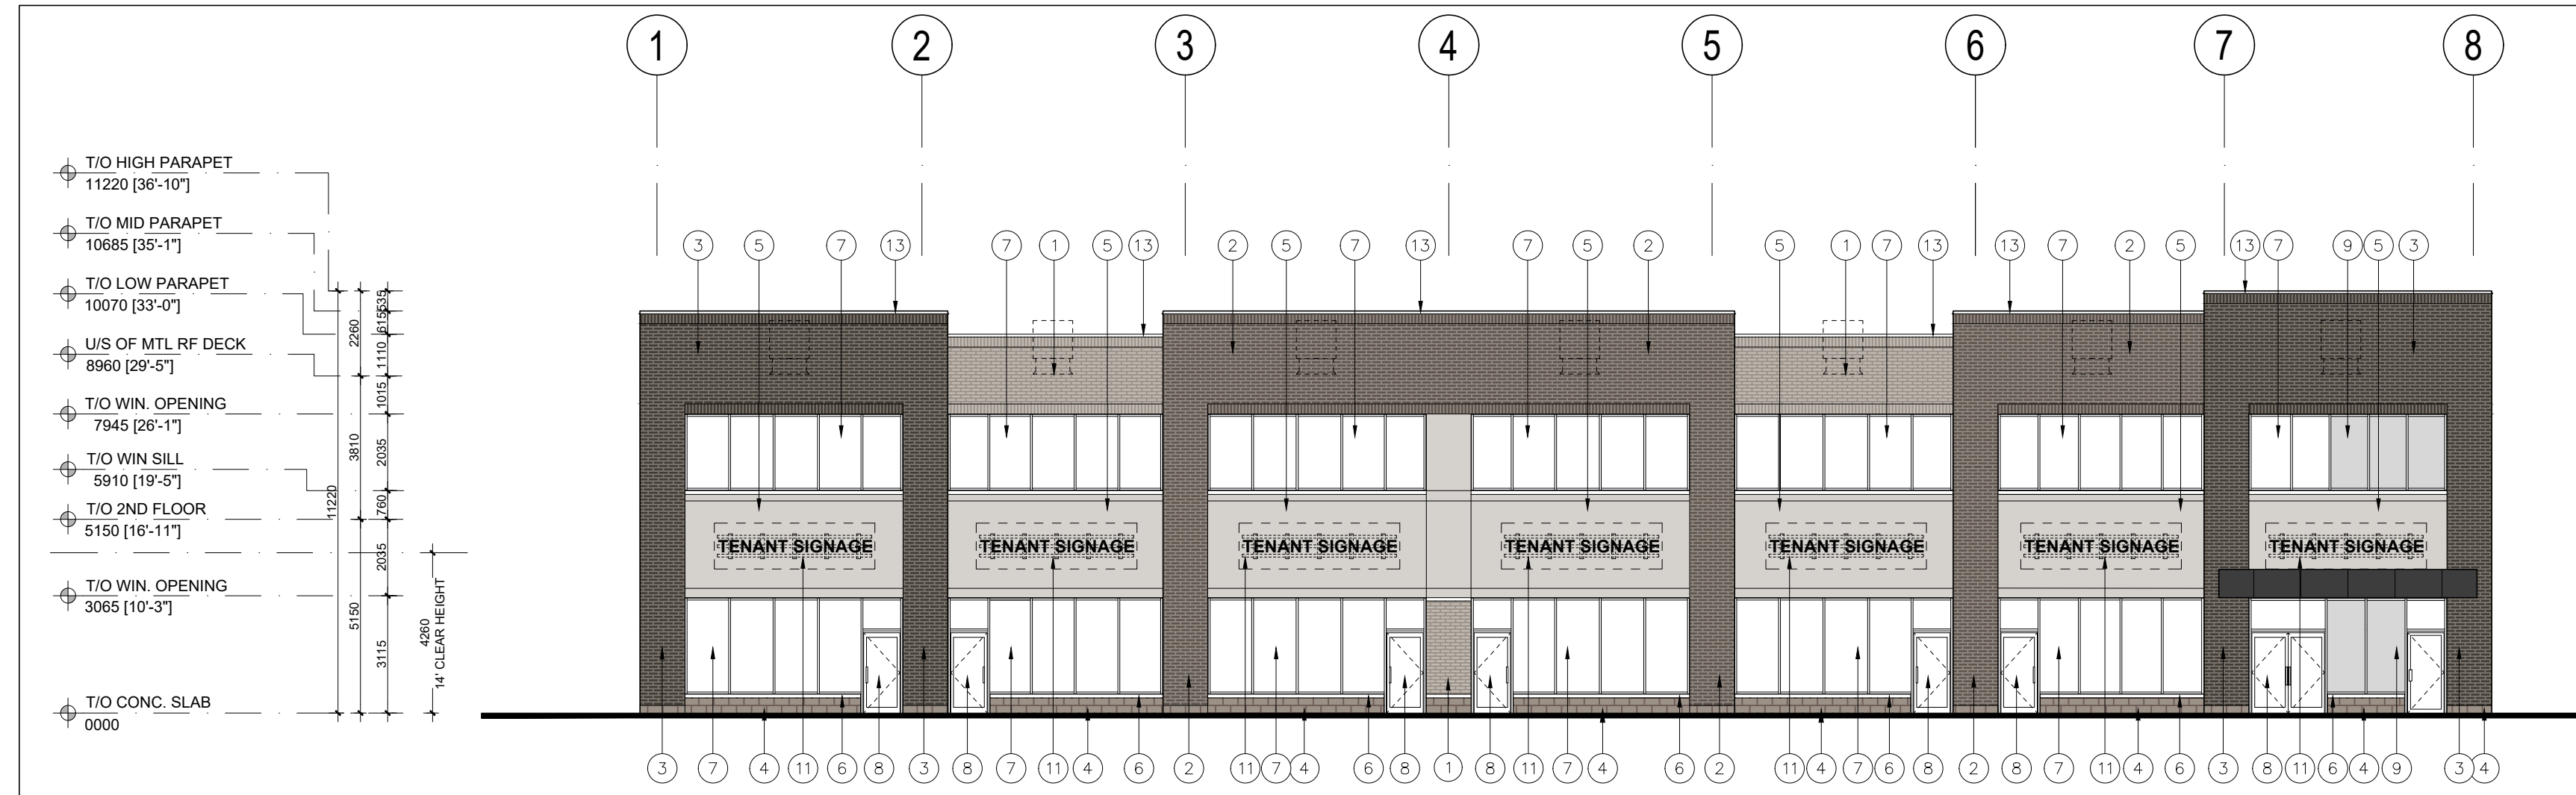 1 2 3 4 5 6 7 8
T/O HIGH PARAPET
11220 [36'-10"]
T/O MID PARAPET
10685 [35'-1"]
T/O LOW PARAPET
10070 [33'-0"]
U/S OF MTL RF DECK
8960 [29'-5"]
T/O WIN. OPENING
7945 [26'-1"]
T/O WIN SILL
5910 [19'-5"]
T/O 2ND FLOOR
5150 [16'-11"]
T/O WIN. OPENING
3065 [10'-3"]
T/O CONC. SLAB
0000
11220
2260
3810
5150
535
615
1110
1015
2035
760
2035
3115
4260
14' CLEAR HEIGHT
3 5 7 13 7 1 5 13 2 5 7 13 7 5 2 5 1 7 13 13 7 2 5 13 7 9 5 3
TENANT SIGNAGE TENANT SIGNAGE TENANT SIGNAGE TENANT SIGNAGE TENANT SIGNAGE TENANT SIGNAGE TENANT SIGNAGE
3 7 4 11 6 8 3 8 7 11 4 6 2 11 7 4 6 8 1 8 11 7 4 6 2 11 4 7 6 8 2 8 7 11 4 6 3 8 11 6 4 9 3 4